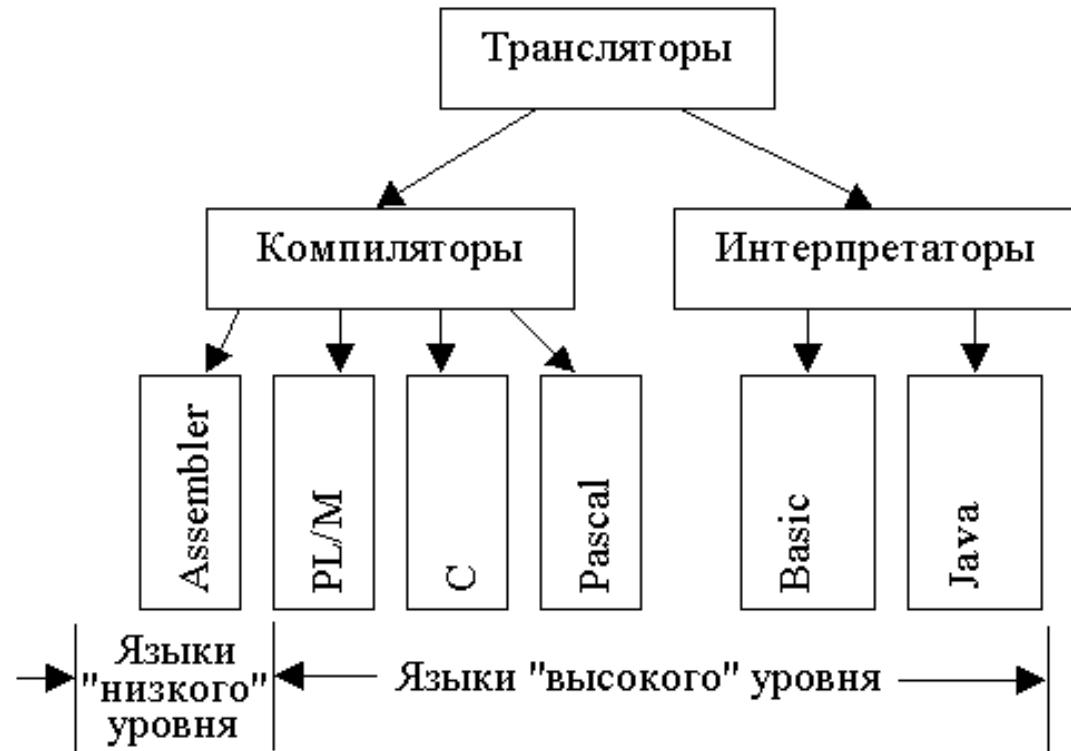 Трансляторы
Компиляторы
Интерпретаторы
Assembler
PL/M
C
Pascal
Basic
Java
Языки
"низкого"
уровня
Языки "высокого" уровня